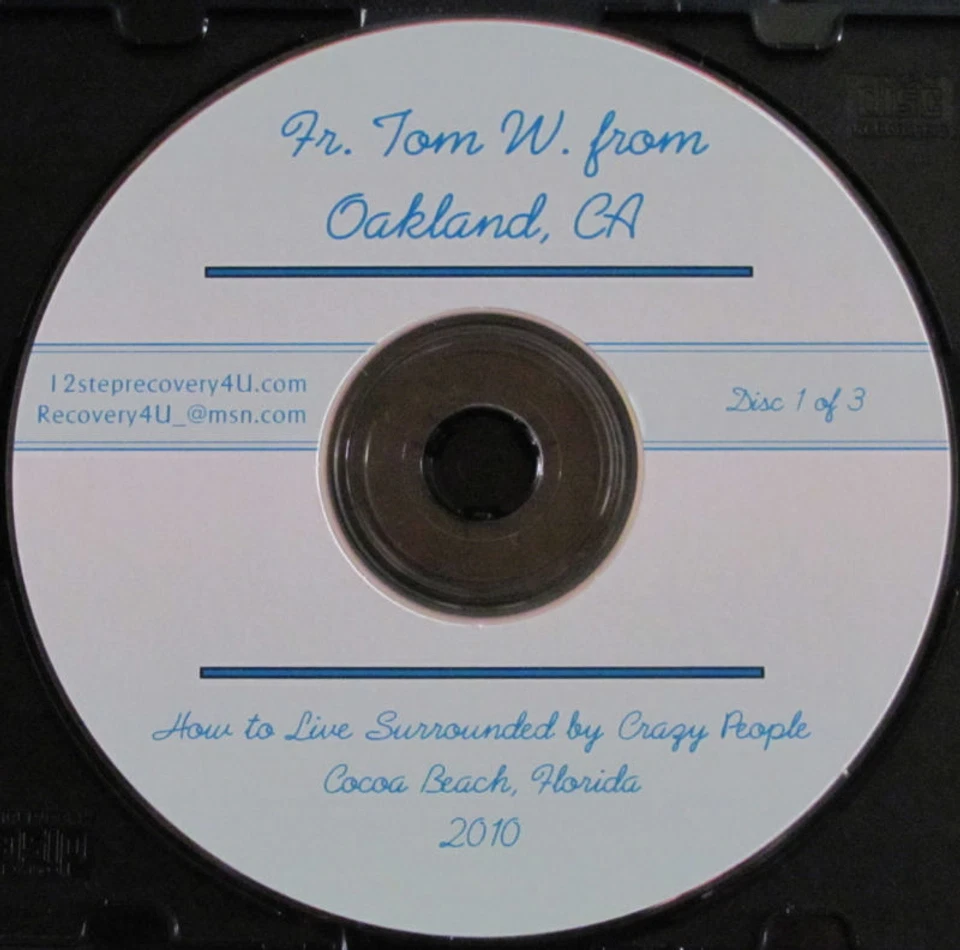 Fr. Tom W. from
Oakland, CA
12steprecovery4U.com
Recovery4U_@msn.com
Disc 1 of 3
How to Live Surrounded by Crazy People
Cocoa Beach, Florida
2010